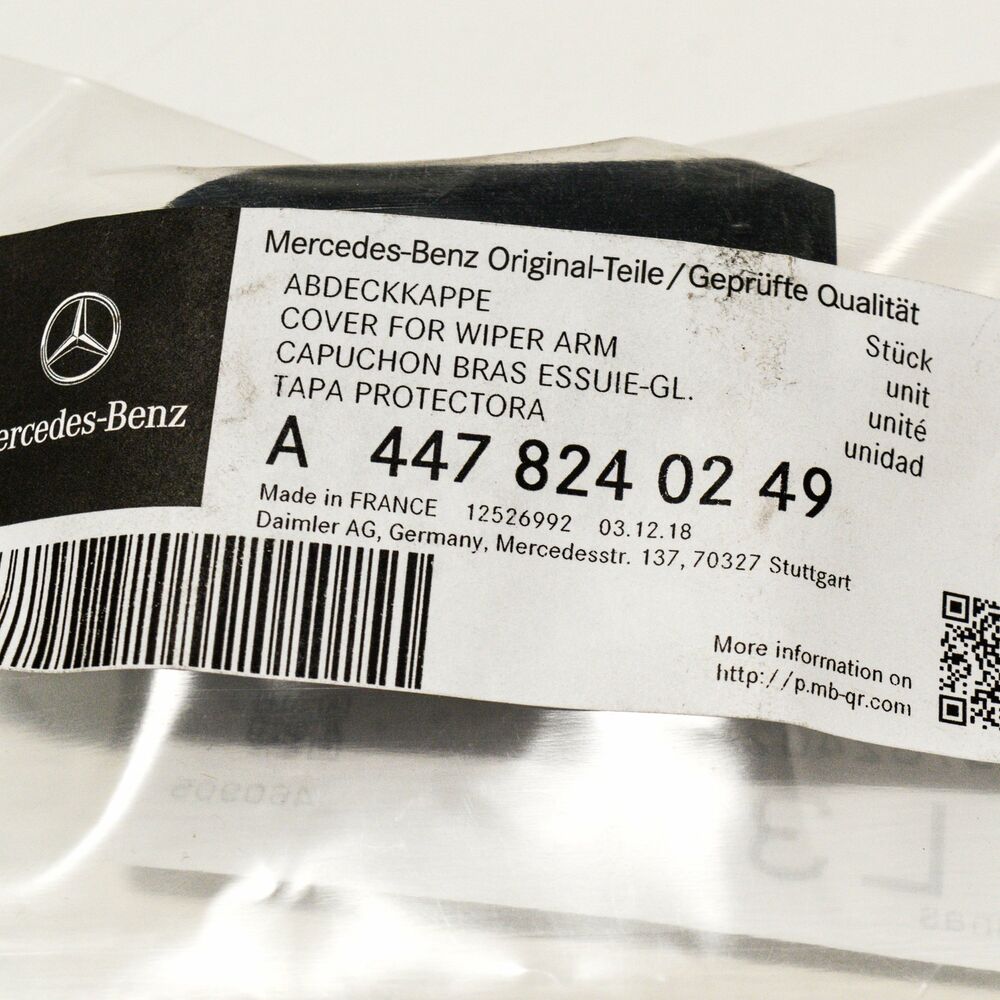 Mercedes-Benz Original-Teile/Geprüfte Qualität
ABDECKKAPPE
COVER FOR WIPER ARM
CAPUCHON BRAS ESSUIE-GL.
TAPA PROTECTORA
Stück
unit
unité
unidad
A 447 824 02 49
Made in FRANCE 12526992 03.12.18
Daimler AG, Germany, Mercedesstr. 137, 70327 Stuttgart
ercedes-Benz
More information on
http://p.mb-qr.com